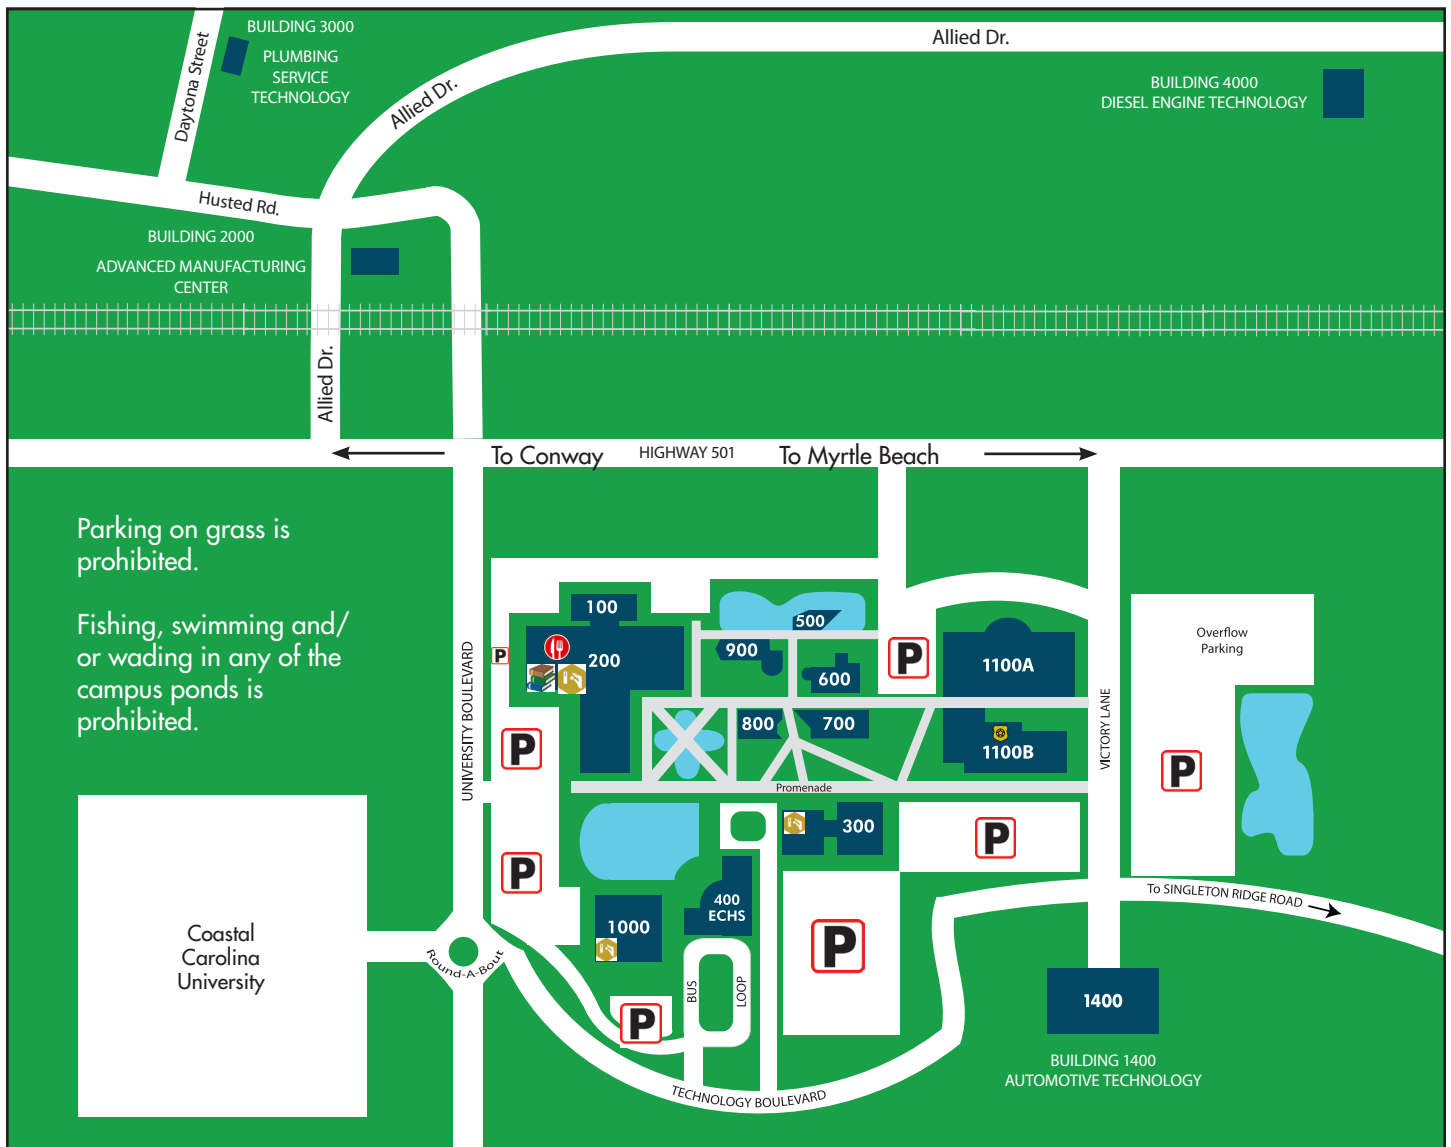 BUILDING 3000
PLUMBING
SERVICE
TECHNOLOGY
Daytona Street
Allied Dr.
Allied Dr.
BUILDING 4000
DIESEL ENGINE TECHNOLOGY
Husted Rd.
BUILDING 2000
ADVANCED MANUFACTURING
CENTER
Allied Dr.
To Conway
HIGHWAY 501
To Myrtle Beach
Parking on grass is
prohibited.
Fishing, swimming and/
or wading in any of the
campus ponds is
prohibited.
UNIVERSITY BOULEVARD
100
200
P
500
900
600
P
1100A
Overflow
Parking
800
700
1100B
VICTORY LANE
P
P
Promenade
P
300
P
400
ECHS
1000
P
To SINGLETON RIDGE ROAD
Coastal
Carolina
University
Round-A-Bout
BUS
LOOP
P
1400
BUILDING 1400
AUTOMOTIVE TECHNOLOGY
TECHNOLOGY BOULEVARD